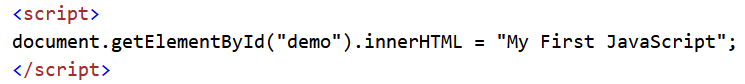 <script>
document.getElementById("demo").innerHTML = "My First JavaScript";
</script>